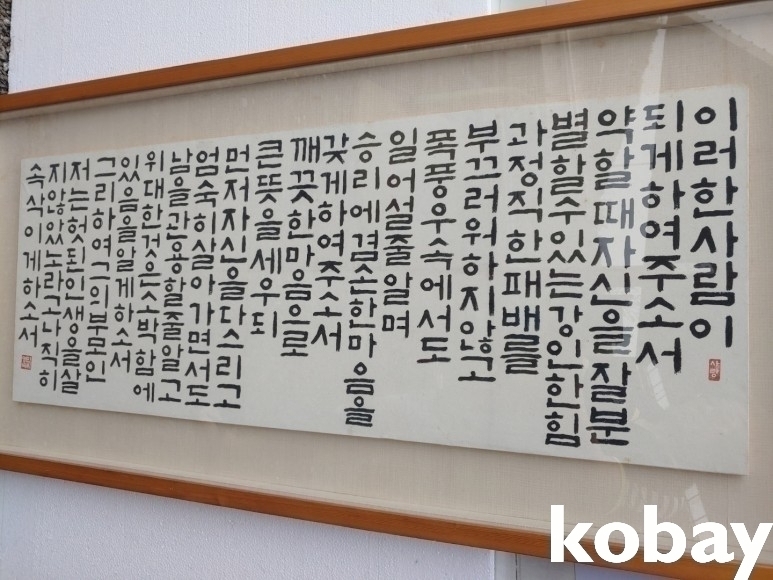 이러한사람이
되게하여주소서
약할때자신을잘분
별할수있는강인한힘
과정직한패배를
부끄러워하지않고
폭풍우속에서도
일어설줄알며
승리에겸손한마음을
갖게하여주소서
깨끗한마음으로
큰뜻을세우되
먼저자신을다스리고
엄숙히살아가면서도
남을관용할줄알고
위대한것은소박함에
있음을알게하소서
그리하여그의부모인
저는헛된인생을살
지않았노라고나직히
속삭이게하소서
사랑
kobay